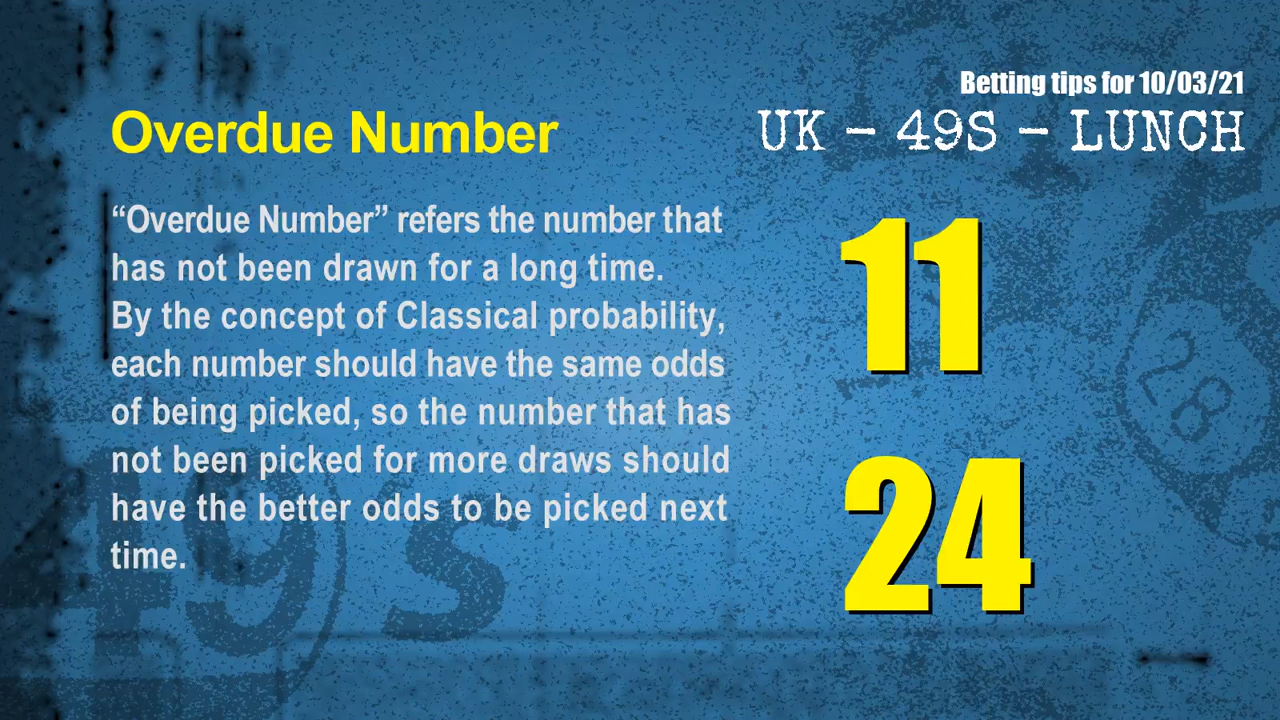 Betting tips for 10/03/21
UK - 49S - LUNCH
Overdue Number
“Overdue Number” refers the number that
has not been drawn for a long time.
By the concept of Classical probability,
each number should have the same odds
of being picked, so the number that has
not been picked for more draws should
have the better odds to be picked next
time.
11
24
28
49's